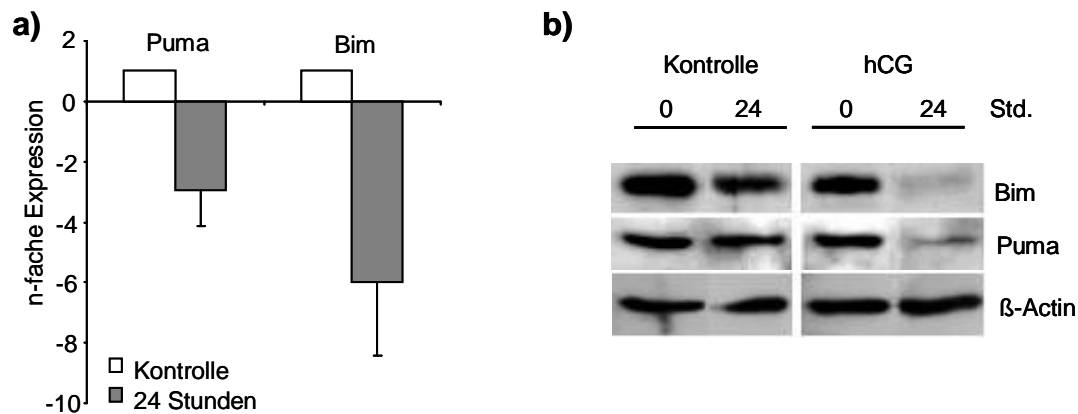 a)
n-fache Expression
2
0
-2
-4
-6
-8
-10
Puma
Bim
Kontrolle
24 Stunden
b)
Kontrolle
hCG
0
24
0
24
Std.
Bim
Puma
ß-Actin